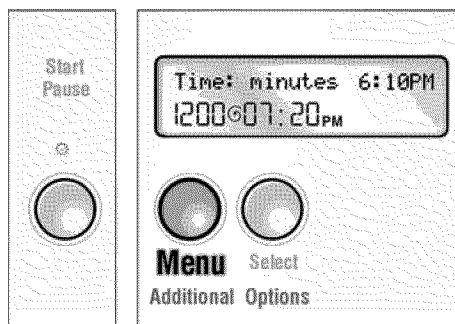 Start
Pause
Time: minutes 6:10PM
1200 07:20PM
Menu Select
Additional Options